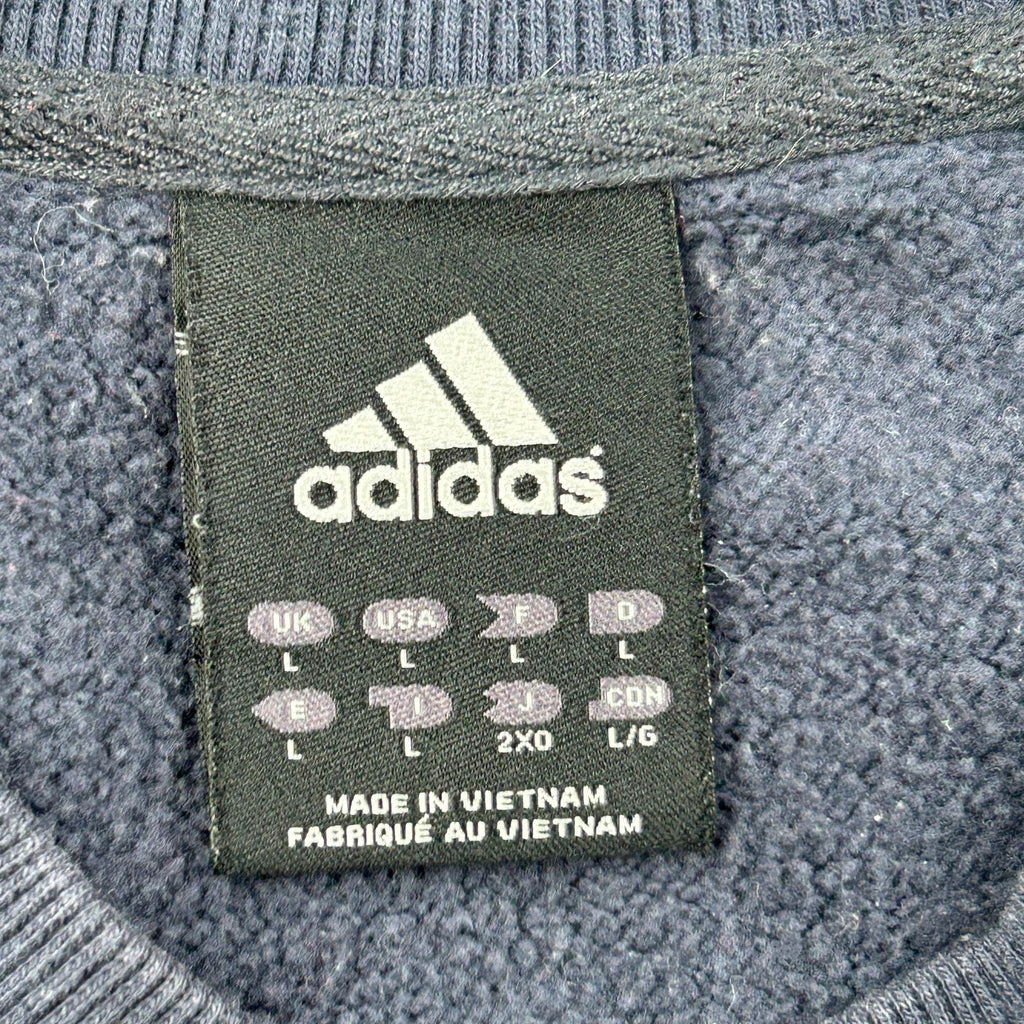 adidas
UK USA F D
L L L L
E I J CDN
L L 2XO L/G
MADE IN VIETNAM
FABRIQUÉ AU VIETNAM